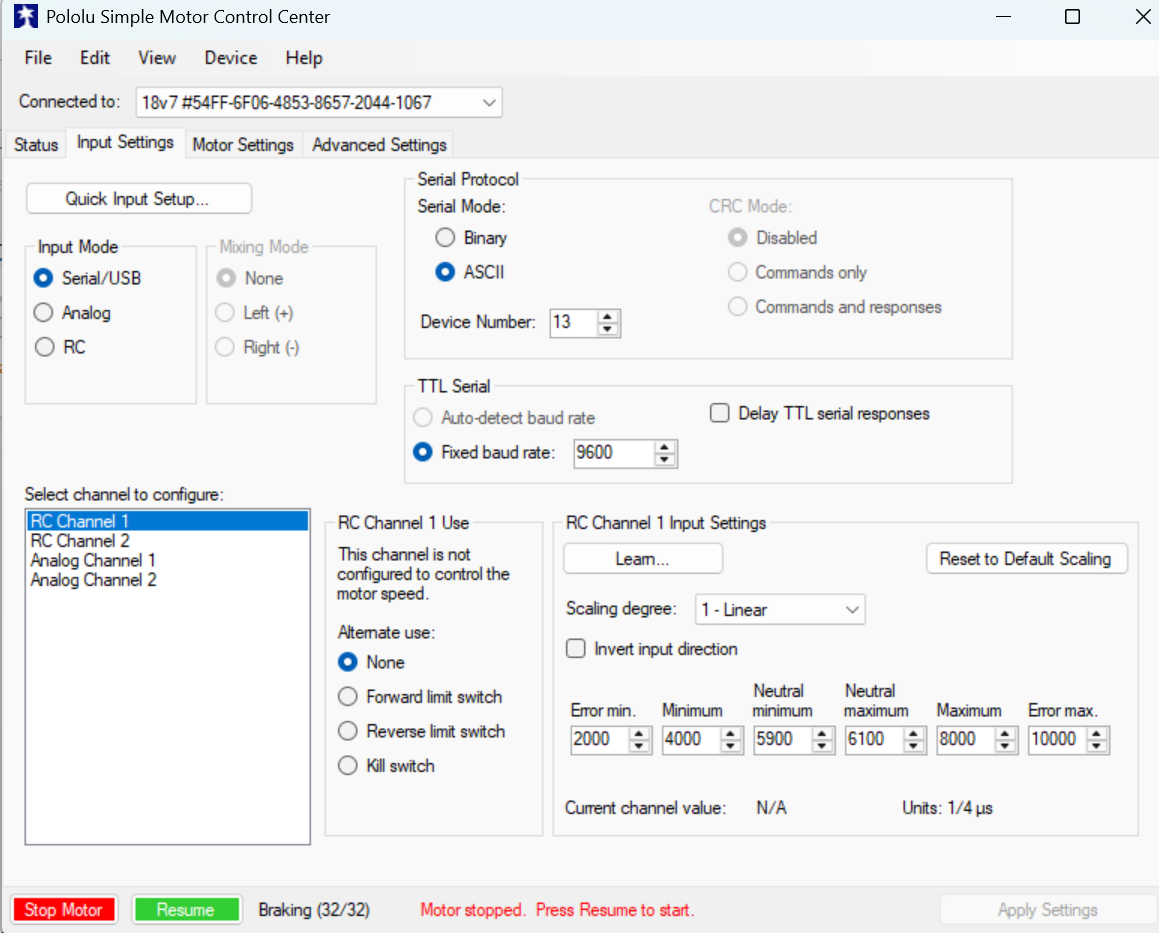 Pololu Simple Motor Control Center
File Edit View Device Help
Connected to: 18v7 #54FF-6F06-4853-8657-2044-1067
Status Input Settings Motor Settings Advanced Settings
Quick Input Setup...
Input Mode
Serial/USB
Analog
RC
Mixing Mode
None
Left (+)
Right (-)
Serial Protocol
Serial Mode:
Binary
ASCII
Device Number: 13
CRC Mode:
Disabled
Commands only
Commands and responses
TTL Serial
Auto-detect baud rate
Fixed baud rate: 9600
Delay TTL serial responses
Select channel to configure:
RC Channel 1
RC Channel 2
Analog Channel 1
Analog Channel 2
RC Channel 1 Use
This channel is not
configured to control the
motor speed.
Alternate use:
None
Forward limit switch
Reverse limit switch
Kill switch
RC Channel 1 Input Settings
Learn... Reset to Default Scaling
Scaling degree: 1 - Linear
Invert input direction
Error min. Minimum Neutral minimum Neutral maximum Maximum Error max.
2000 4000 5900 6100 8000 10000
Current channel value: N/A Units: 1/4 µs
Stop Motor Resume Braking (32/32) Motor stopped. Press Resume to start. Apply Settings